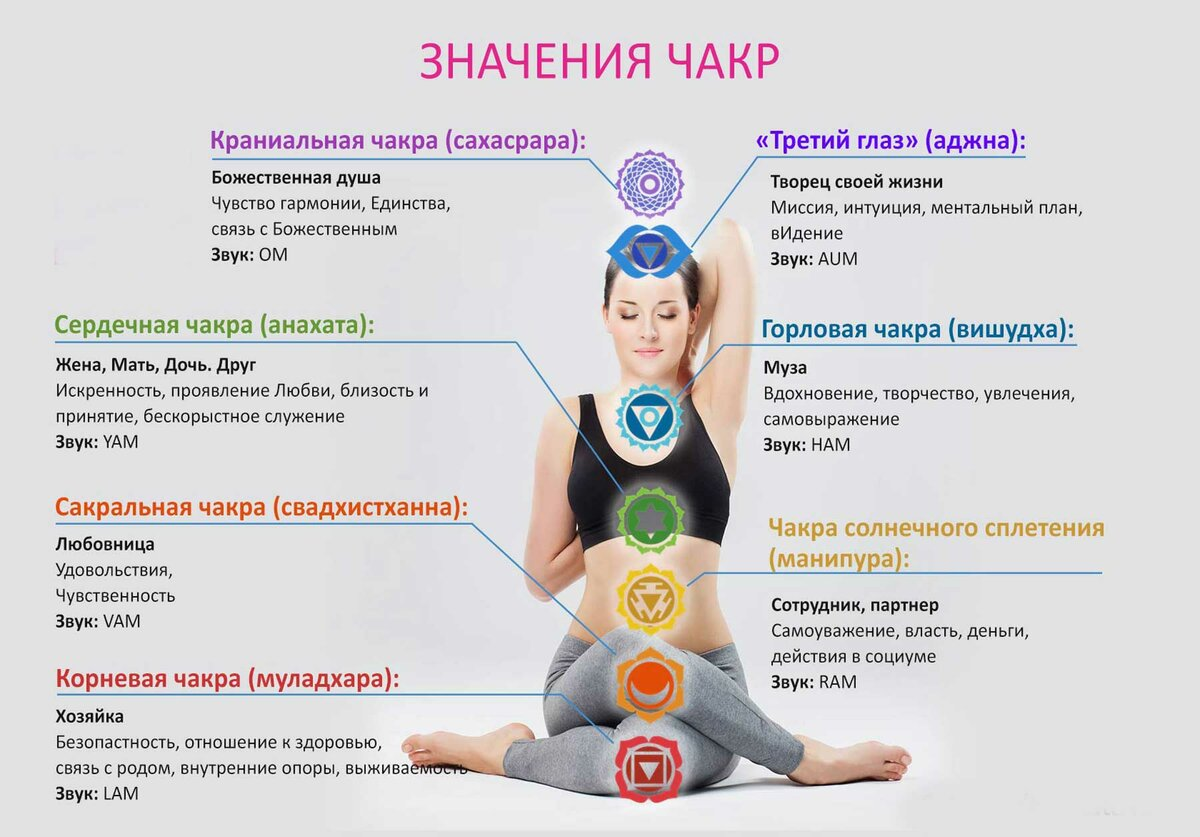 ЗНАЧЕНИЯ ЧАКР
Краниальная чакра (сахасрара):
Божественная душа
Чувство гармонии, Единства,
связь с Божественным
Звук: OM
«Третий глаз» (аджна):
Творец своей жизни
Миссия, интуиция, ментальный план,
вИдение
Звук: AUM
Сердечная чакра (анахата):
Жена, Мать, Дочь. Друг
Искренность, проявление Любви, близость и
принятие, бескорыстное служение
Звук: YAM
Горловая чакра (вишудха):
Муза
Вдохновение, творчество, увлечения,
самовыражение
Звук: HAM
Сакральная чакра (свадхистханна):
Любовница
Удовольствия,
Чувственность
Звук: VAM
Чакра солнечного сплетения
(манипура):
Сотрудник, партнер
Самоуважение, власть, деньги,
действия в социуме
Звук: RAM
Корневая чакра (муладхара):
Хозяйка
Безопастность, отношение к здоровью,
связь с родом, внутренние опоры, выживаемость
Звук: LAM